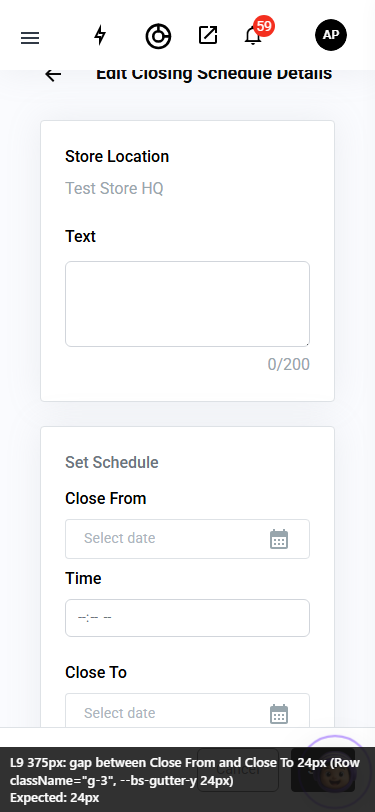 59
AP
Edit Closing Schedule Details
Store Location
Test Store HQ
Text
0/200
Set Schedule
Close From
Select date
Time
--:-- --
Close To
Select date
Cancel
L9 375px: gap between Close From and Close To 24px (Row
className="g-3", --bs-gutter-y 24px)
Expected: 24px